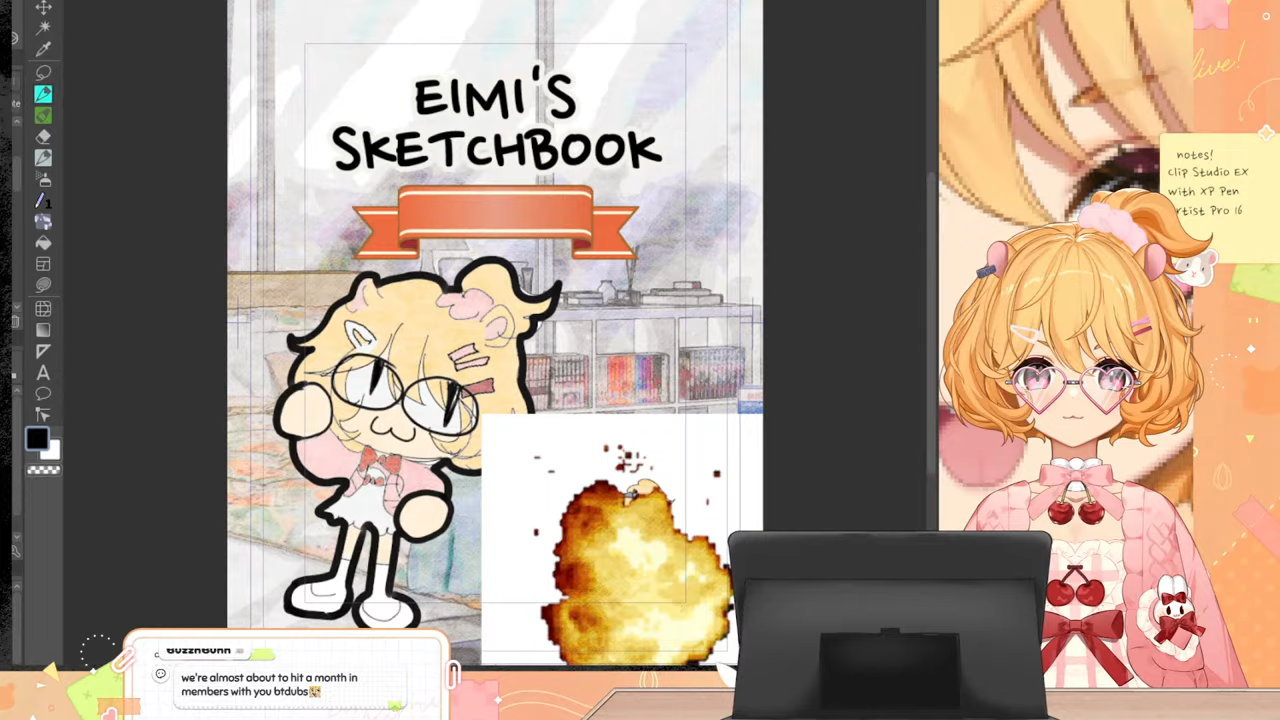 EIMI'S
SKETCHBOOK
live!
notes!
Clip Studio EX
with XP Pen
rtist Pro 16
we're almost about to hit a month in
members with you btdubs